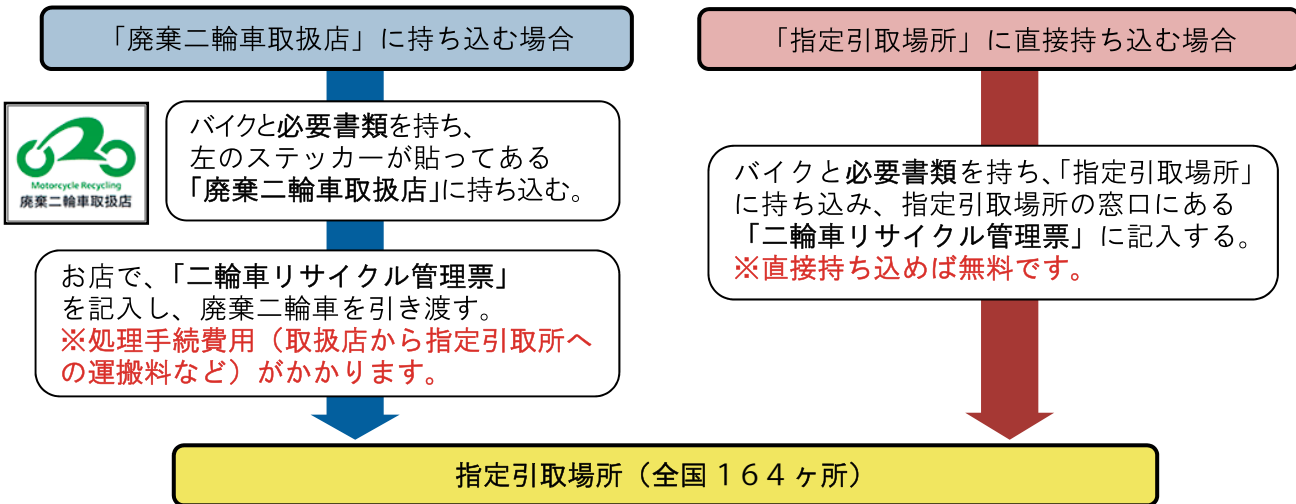 「廃棄二輪車取扱店」に持ち込む場合
Motorcycle Recycling
廃棄二輪車取扱店
バイクと必要書類を持ち、
左のステッカーが貼ってある
「廃棄二輪車取扱店」に持ち込む。
お店で、「二輪車リサイクル管理票」
を記入し、廃棄二輪車を引き渡す。
※処理手続費用（取扱店から指定引取所へ
の運搬料など）がかかります。
「指定引取場所」に直接持ち込む場合
バイクと必要書類を持ち、「指定引取場所」
に持ち込み、指定引取場所の窓口にある
「二輪車リサイクル管理票」に記入する。
※直接持ち込めば無料です。
指定引取場所（全国１６４ヶ所）